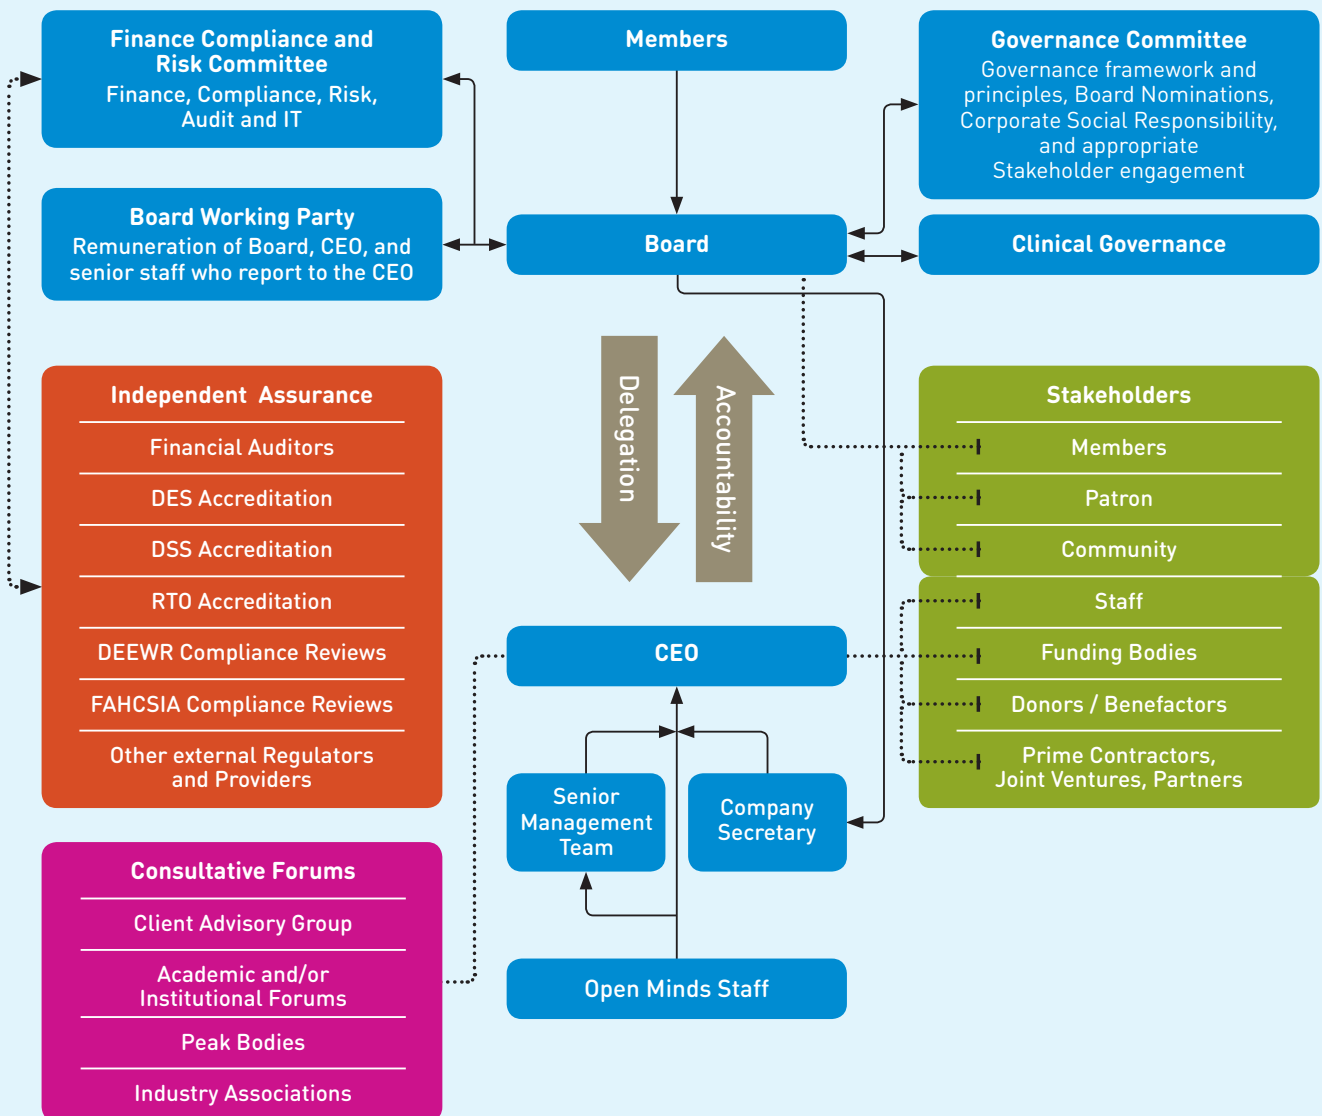 Finance Compliance and
Risk Committee
Finance, Compliance, Risk,
Audit and IT
Members
Governance Committee
Governance framework and
principles, Board Nominations,
Corporate Social Responsibility,
and appropriate
Stakeholder engagement
Board Working Party
Remuneration of Board, CEO, and
senior staff who report to the CEO
Board
Clinical Governance
Delegation
Accountability
Independent Assurance
Financial Auditors
DES Accreditation
DSS Accreditation
RTO Accreditation
DEEWR Compliance Reviews
FAHCSIA Compliance Reviews
Other external Regulators
and Providers
Stakeholders
Members
Patron
Community
Staff
Funding Bodies
Donors / Benefactors
Prime Contractors,
Joint Ventures, Partners
CEO
Senior
Management
Team
Company
Secretary
Open Minds Staff
Consultative Forums
Client Advisory Group
Academic and/or
Institutional Forums
Peak Bodies
Industry Associations